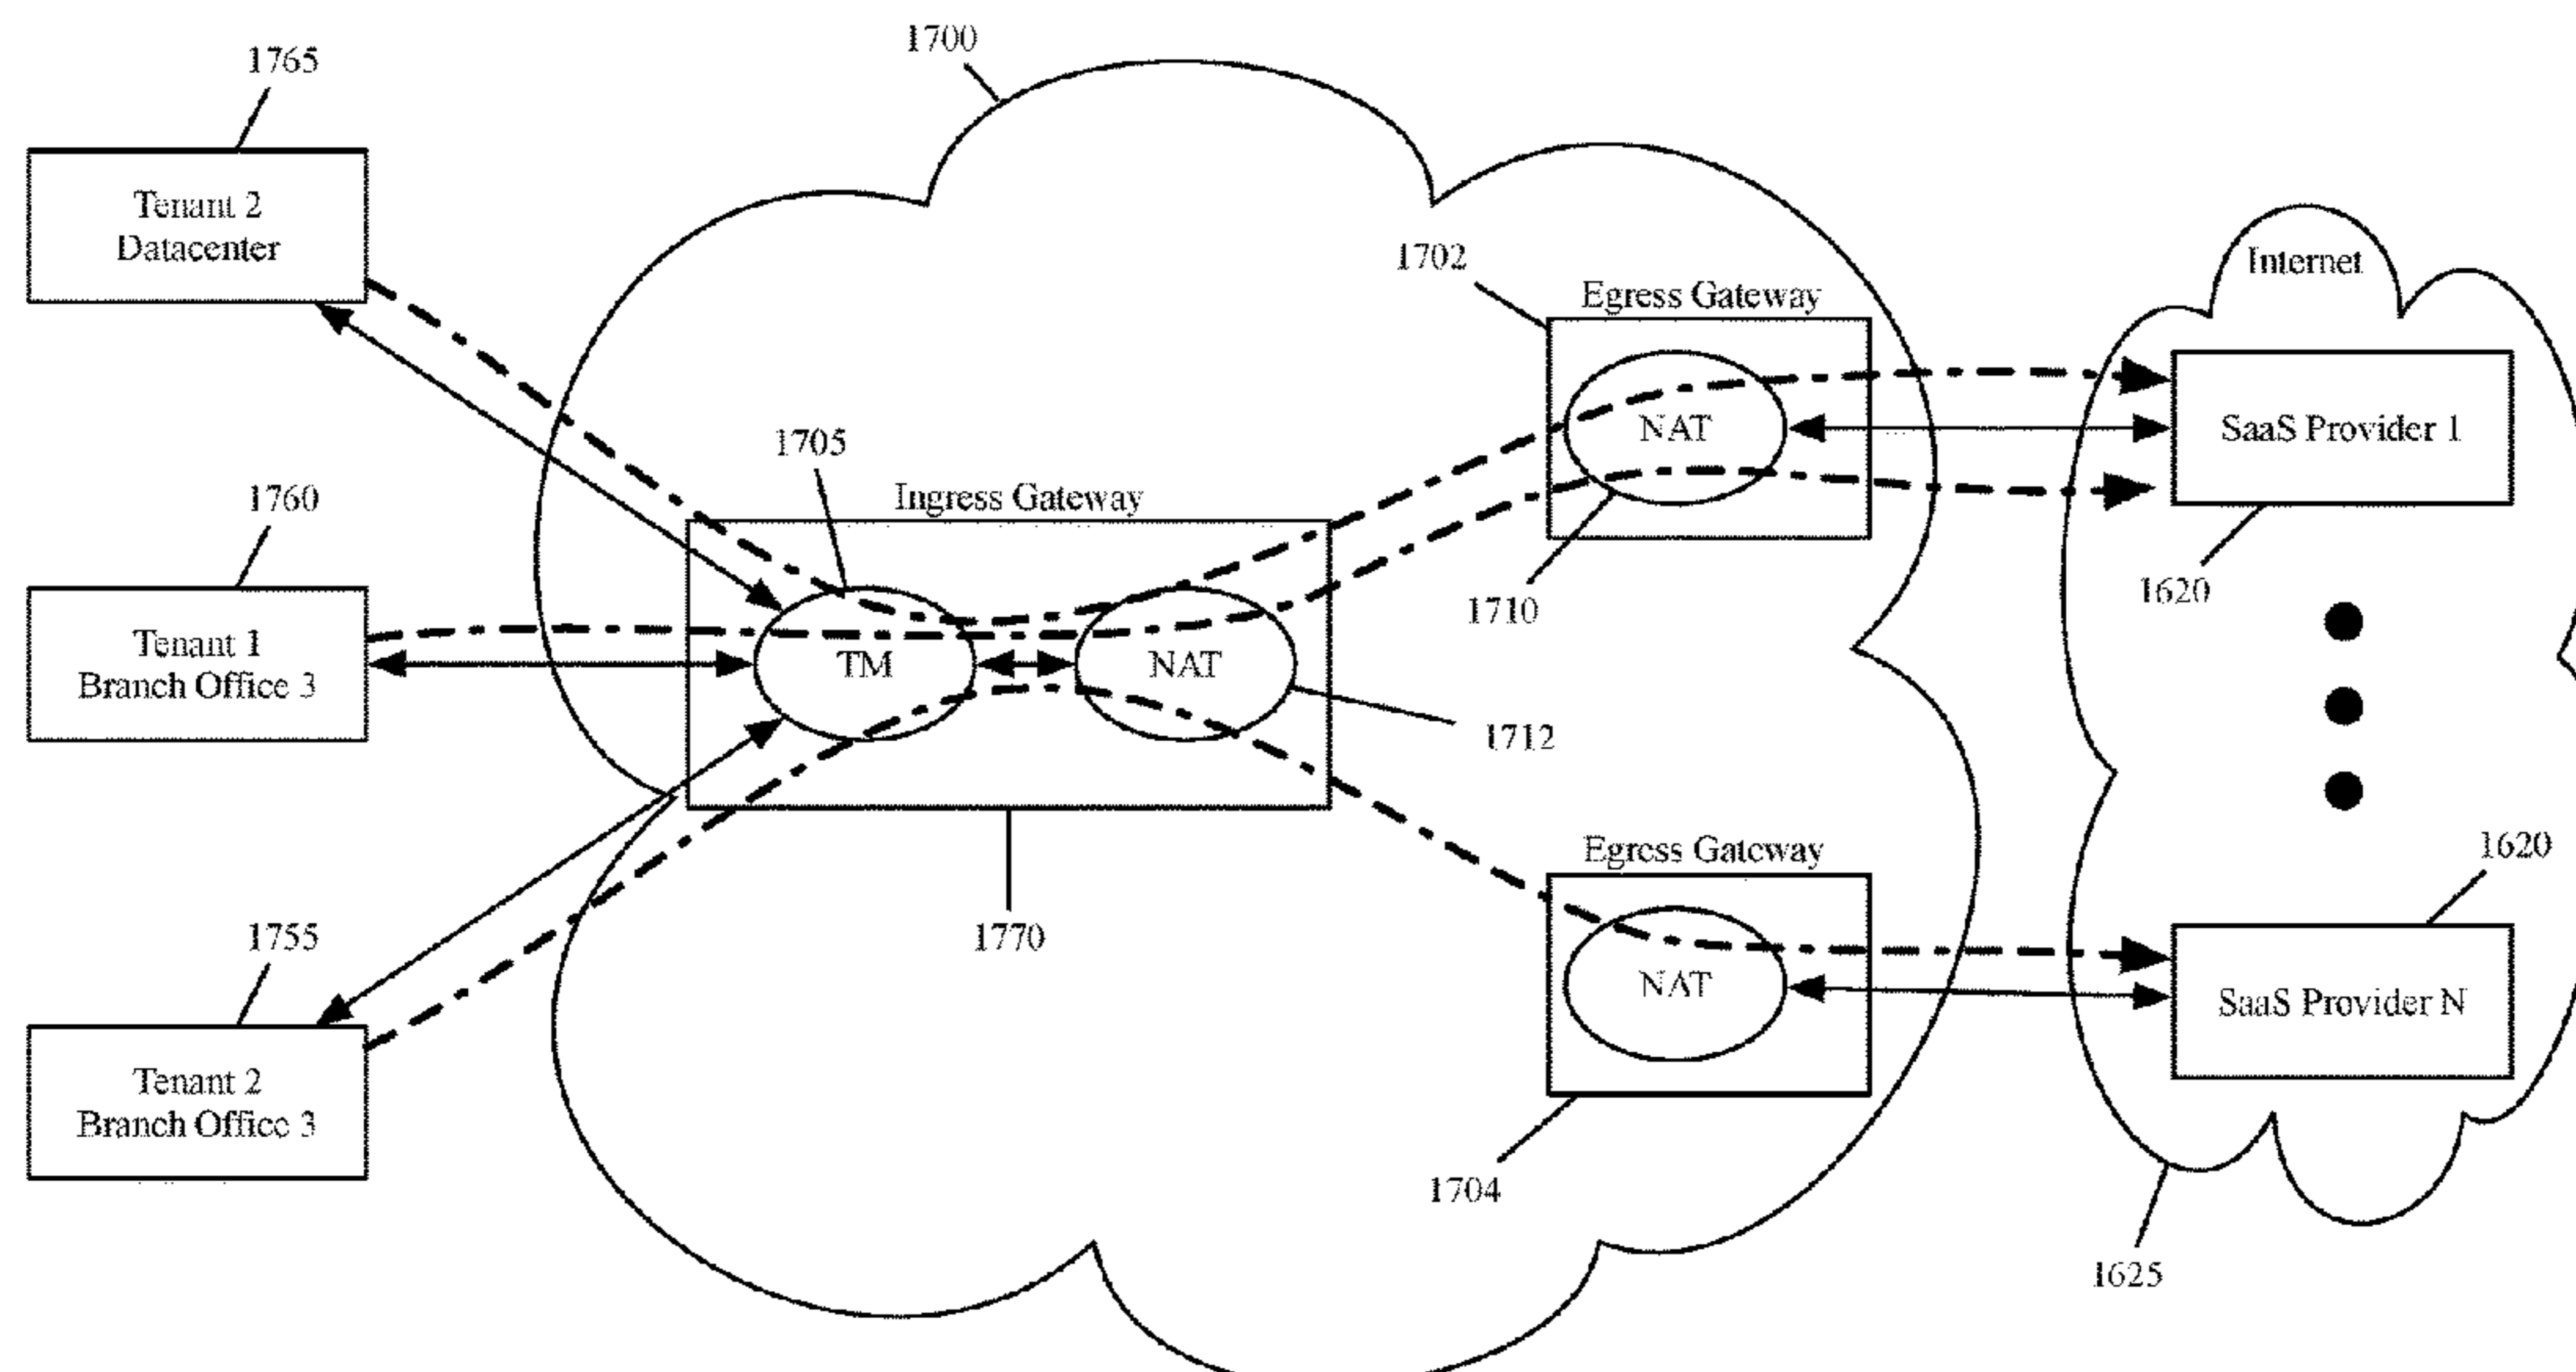 1700
1765
Tenant 2
Datacenter
1702
Egress Gateway
Internet
NAT
SaaS Provider 1
1705
1760
Ingress Gateway
1710
1620
Tenant 1
Branch Office 3
TM
NAT
1712
1755
1770
Egress Gateway
1620
NAT
SaaS Provider N
Tenant 2
Branch Office 3
1704
1625